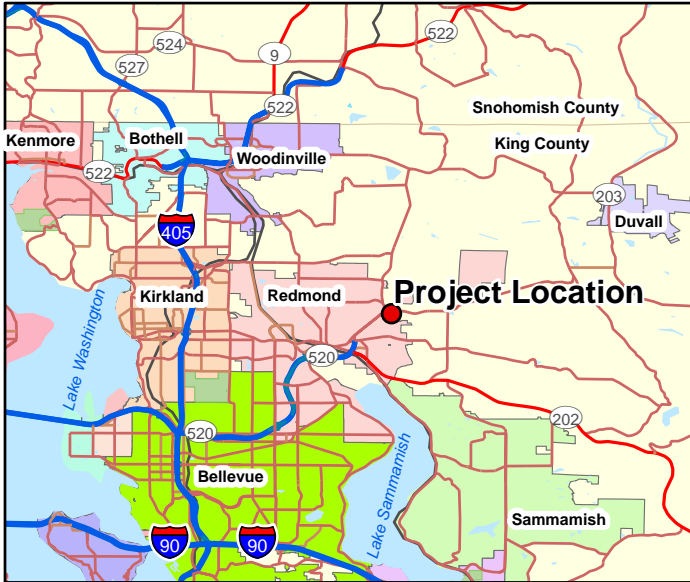 522
524
9
527
522
Snohomish County
Kenmore
Bothell
King County
Woodinville
522
203
Duvall
405
Project Location
Kirkland
Redmond
Lake Washington
520
202
520
Bellevue
Lake Sammamish
Sammamish
90
90